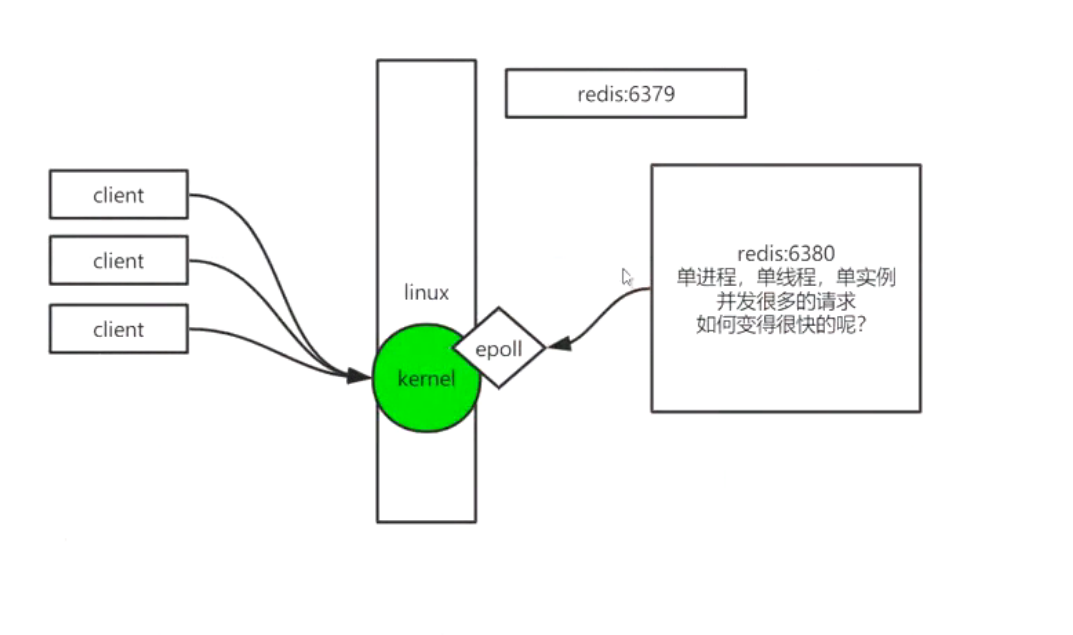 redis:6379
client
client
client
linux
kernel
epoll
redis:6380
单进程，单线程，单实例
并发很多的请求
如何变得很快的呢？